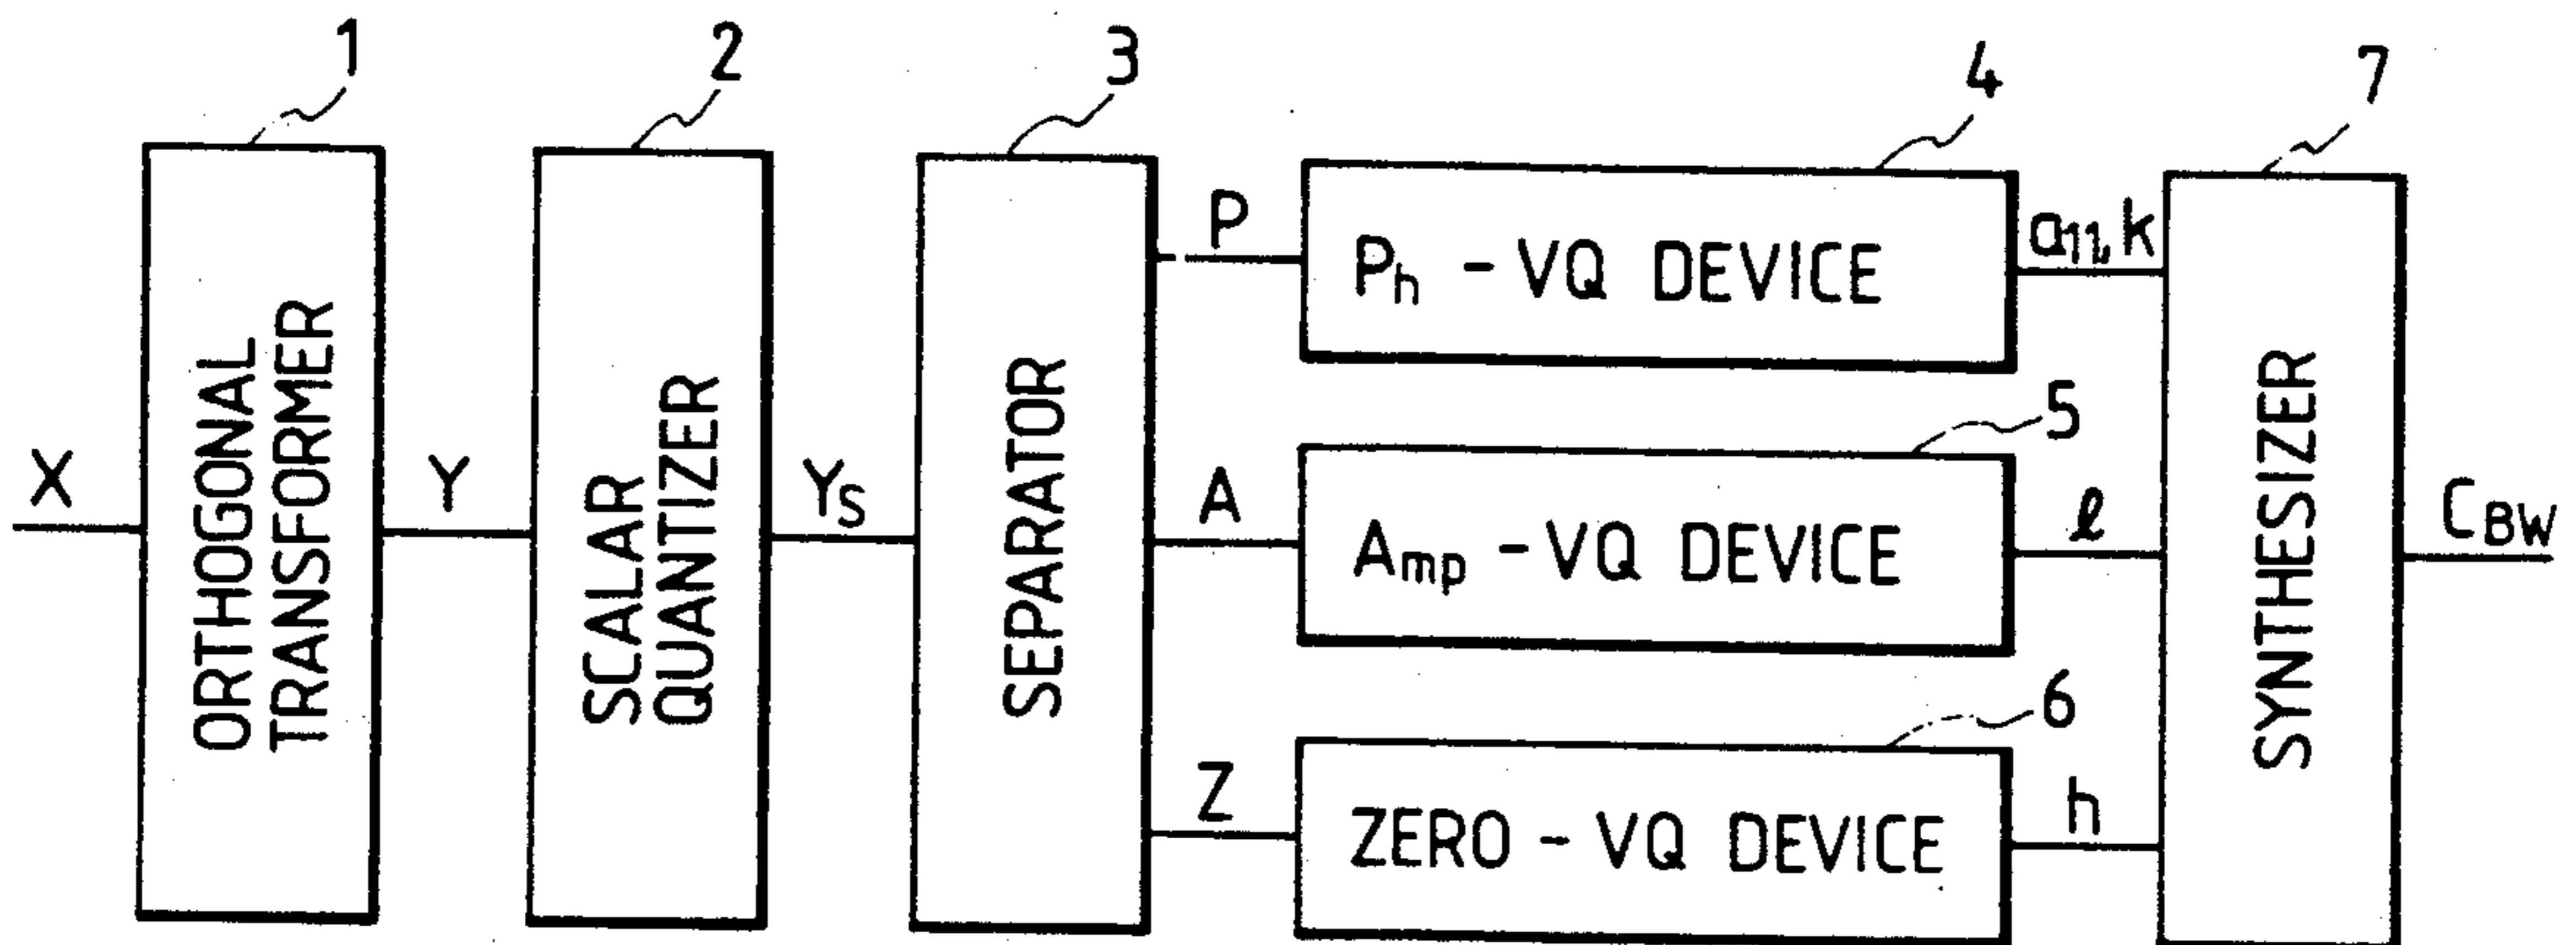 1
2
3
4
7
P
Ph - VQ DEVICE
a11, k
5
X
ORTHOGONAL
TRANSFORMER
Y
SCALAR
QUANTIZER
YS
SEPARATOR
A
Amp - VQ DEVICE
ℓ
SYNTHESIZER
CBW
6
Z
ZERO - VQ DEVICE
h